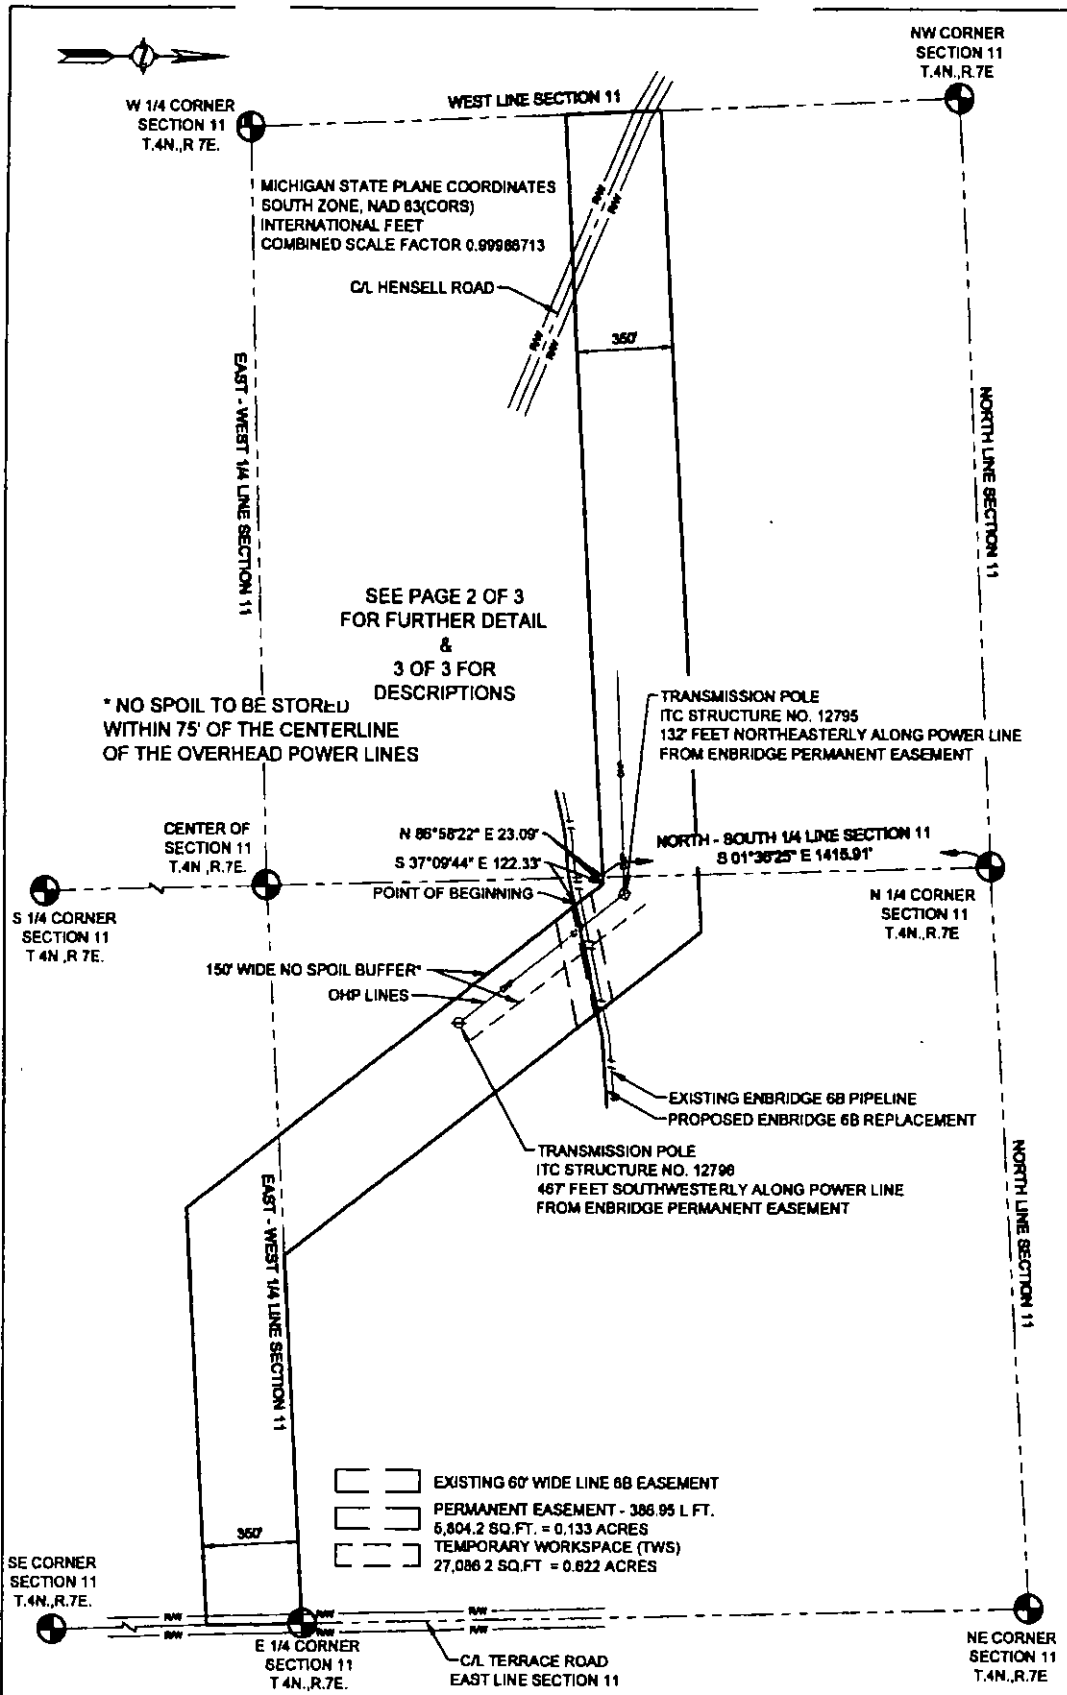 NW CORNER
SECTION 11
T.4N.,R.7E
W 1/4 CORNER
SECTION 11
T.4N.,R 7E.
WEST LINE SECTION 11
MICHIGAN STATE PLANE COORDINATES
SOUTH ZONE, NAD 83(CORS)
INTERNATIONAL FEET
COMBINED SCALE FACTOR 0.99986713
R/W
R/W
C/L HENSELL ROAD
R/W
R/W
350'
EAST - WEST 1/4 LINE SECTION 11
NORTH LINE SECTION 11
SEE PAGE 2 OF 3
FOR FURTHER DETAIL
&
3 OF 3 FOR
DESCRIPTIONS
* NO SPOIL TO BE STORED
WITHIN 75' OF THE CENTERLINE
OF THE OVERHEAD POWER LINES
TRANSMISSION POLE
ITC STRUCTURE NO. 12795
132' FEET NORTHEASTERLY ALONG POWER LINE
FROM ENBRIDGE PERMANENT EASEMENT
CENTER OF
SECTION 11
T.4N.,R.7E.
N 86°58'22" E 23.09'
S 37°09'44" E 122.33'
POINT OF BEGINNING
NORTH - SOUTH 1/4 LINE SECTION 11
S 01°36'25" E 1415.91'
S 1/4 CORNER
SECTION 11
T 4N.,R 7E.
N 1/4 CORNER
SECTION 11
T.4N.,R.7E
150' WIDE NO SPOIL BUFFER*
OHP LINES
EXISTING ENBRIDGE 6B PIPELINE
PROPOSED ENBRIDGE 6B REPLACEMENT
TRANSMISSION POLE
ITC STRUCTURE NO. 12796
467' FEET SOUTHWESTERLY ALONG POWER LINE
FROM ENBRIDGE PERMANENT EASEMENT
EAST - WEST 1/4 LINE SECTION 11
NORTH LINE SECTION 11
EXISTING 60' WIDE LINE 6B EASEMENT
PERMANENT EASEMENT - 386.95 L FT.
5,804.2 SQ.FT. = 0.133 ACRES
TEMPORARY WORKSPACE (TWS)
27,086 2 SQ.FT = 0.622 ACRES
350'
SE CORNER
SECTION 11
T.4N.,R.7E.
R/W
R/W
R/W
R/W
R/W
R/W
E 1/4 CORNER
SECTION 11
T 4N.,R.7E.
C/L TERRACE ROAD
EAST LINE SECTION 11
NE CORNER
SECTION 11
T.4N.,R.7E